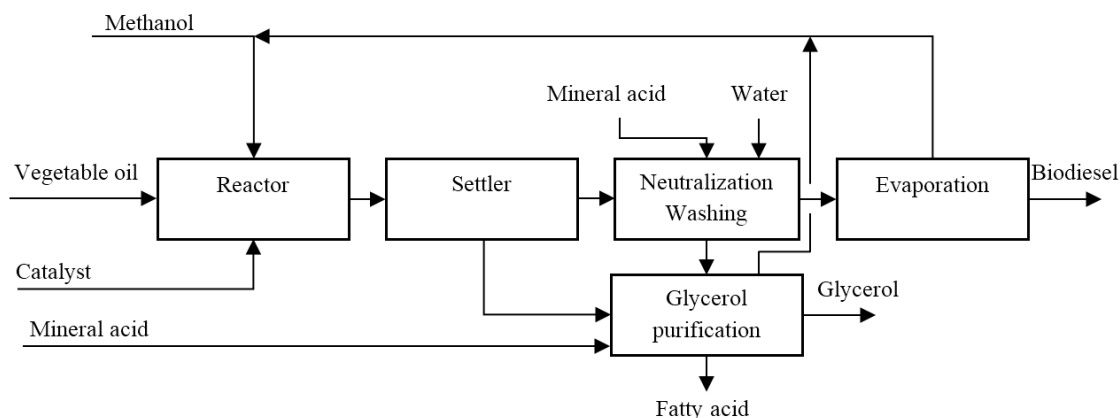 Methanol
Mineral acid
Water
Vegetable oil
Reactor
Settler
Neutralization
Washing
Evaporation
Biodiesel
Catalyst
Mineral acid
Glycerol
purification
Glycerol
Fatty acid